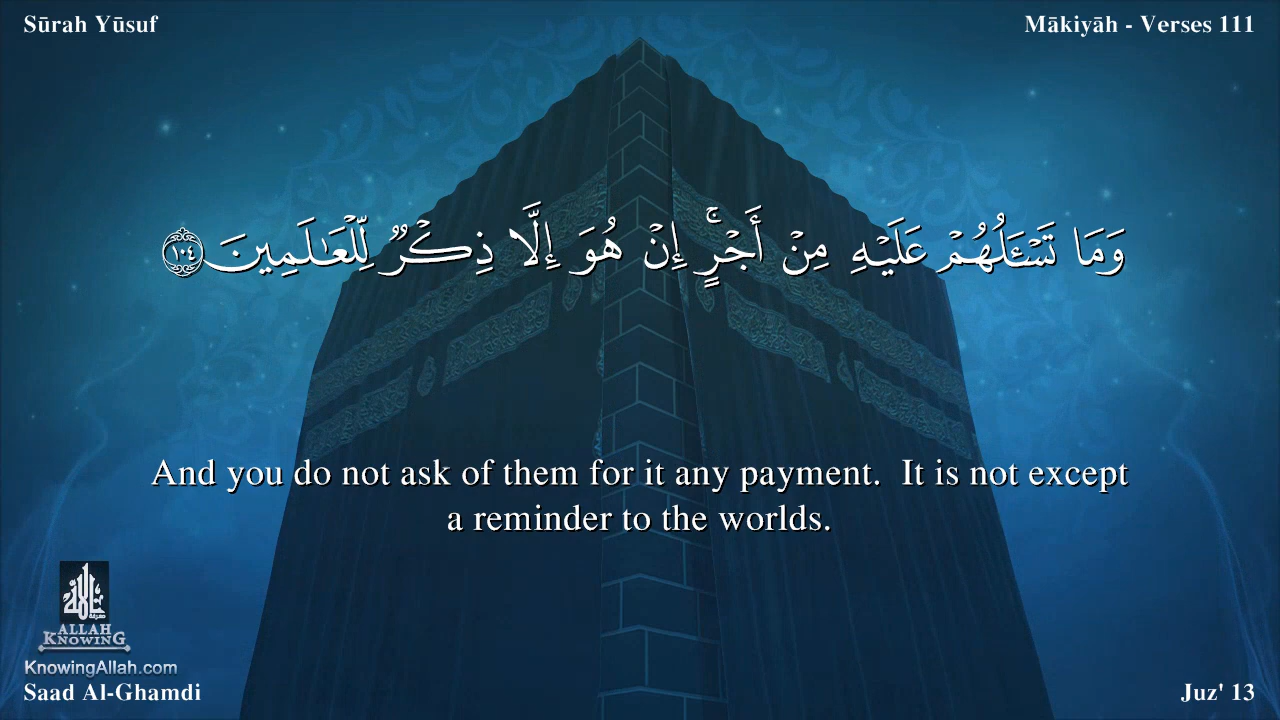 Sūrah Yūsuf
Mākiyāh - Verses 111
وَمَا تَسْـَٔلُهُمْ عَلَيْهِ مِنْ أَجْرٍ ۚ إِنْ هُوَ إِلَّا ذِكْرٌ لِّلْعَـٰلَمِينَ ١٠٤
And you do not ask of them for it any payment.  It is not except
a reminder to the worlds.
ALLAH
KNOWING
KnowingAllah.com
Saad Al-Ghamdi
Juz' 13